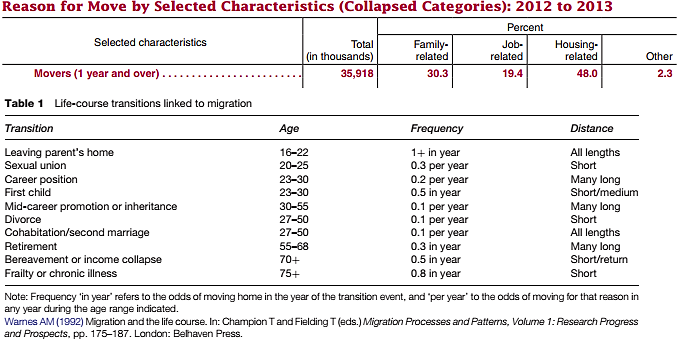 Reason for Move by Selected Characteristics (Collapsed Categories): 2012 to 2013
Selected characteristics
Percent
Total (in thousands)
Family-related
Job-related
Housing-related
Other
Movers (1 year and over) . . . . . . . . . . . . . . . . . . . . . . . . 35,918 30.3 19.4 48.0 2.3
Table 1 Life-course transitions linked to migration
Transition Age Frequency Distance
Leaving parent's home 16–22 1+ in year All lengths
Sexual union 20–25 0.3 per year Short
Career position 23–30 0.2 per year Many long
First child 23–30 0.5 in year Short/medium
Mid-career promotion or inheritance 30–55 0.1 per year Many long
Divorce 27–50 0.1 per year Short
Cohabitation/second marriage 27–50 0.1 per year All lengths
Retirement 55–68 0.3 in year Many long
Bereavement or income collapse 70+ 0.5 in year Short/return
Frailty or chronic illness 75+ 0.8 in year Short
Note: Frequency 'in year' refers to the odds of moving home in the year of the transition event, and 'per year' to the odds of moving for that reason in
any year during the age range indicated.
Warnes AM (1992) Migration and the life course. In: Champion T and Fielding T (eds.) Migration Processes and Patterns, Volume 1: Research Progress
and Prospects, pp. 175–187. London: Belhaven Press.